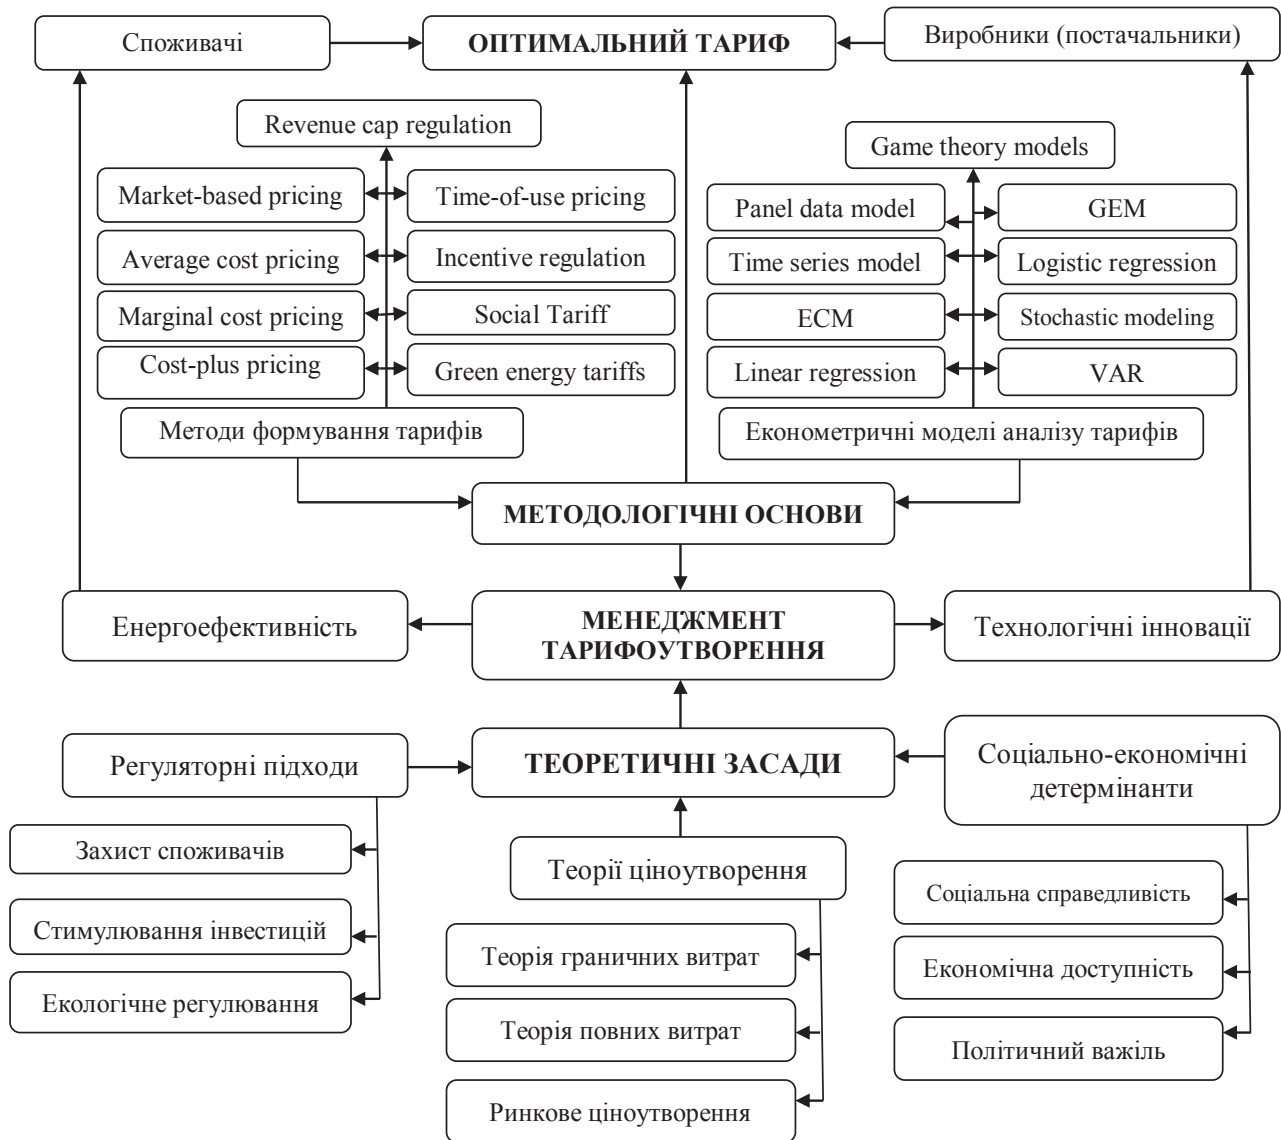 Споживачі
ОПТИМАЛЬНИЙ ТАРИФ
Виробники (постачальники)
Revenue cap regulation
Game theory models
Market-based pricing
Time-of-use pricing
Panel data model
GEM
Average cost pricing
Incentive regulation
Time series model
Logistic regression
Marginal cost pricing
Social Tariff
ECM
Stochastic modeling
Cost-plus pricing
Green energy tariffs
Linear regression
VAR
Методи формування тарифів
Економетричні моделі аналізу тарифів
МЕТОДОЛОГІЧНІ ОСНОВИ
Енергоефективність
МЕНЕДЖМЕНТ
ТАРИФОУТВОРЕННЯ
Технологічні інновації
Регуляторні підходи
ТЕОРЕТИЧНІ ЗАСАДИ
Соціально-економічні
детермінанти
Захист споживачів
Стимулювання інвестицій
Екологічне регулювання
Теорії ціноутворення
Теорія граничних витрат
Теорія повних витрат
Ринкове ціноутворення
Соціальна справедливість
Економічна доступність
Політичний важіль